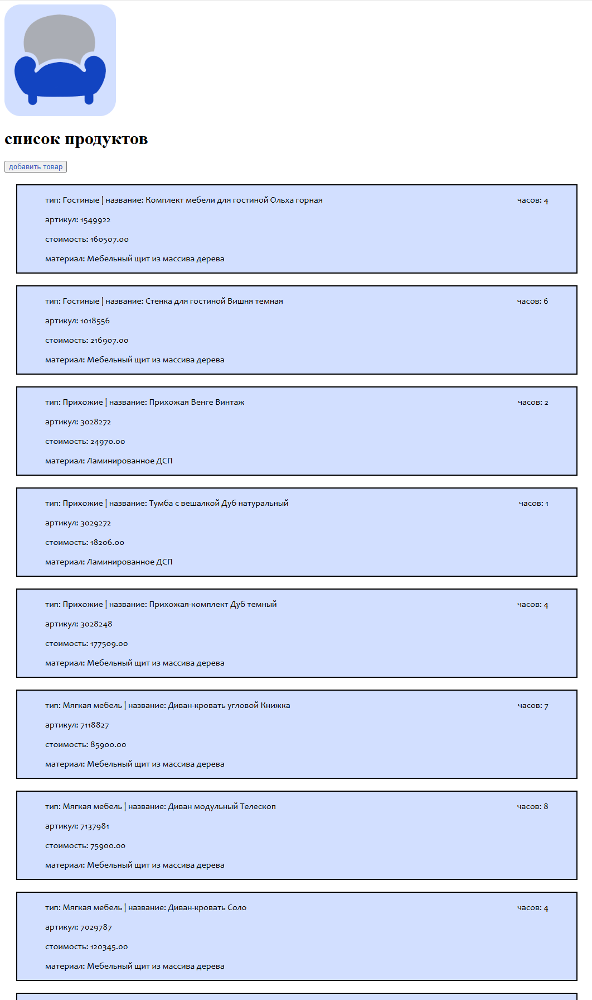 список продуктов
добавить товар
тип: Гостиные | название: Комплект мебели для гостиной Ольха горная часов: 4
артикул: 1549922
стоимость: 160507.00
материал: Мебельный щит из массива дерева
тип: Гостиные | название: Стенка для гостиной Вишня темная часов: 6
артикул: 1018556
стоимость: 216907.00
материал: Мебельный щит из массива дерева
тип: Прихожие | название: Прихожая Венге Винтаж часов: 2
артикул: 3028272
стоимость: 24970.00
материал: Ламинированное ДСП
тип: Прихожие | название: Тумба с вешалкой Дуб натуральный часов: 1
артикул: 3029272
стоимость: 18206.00
материал: Ламинированное ДСП
тип: Прихожие | название: Прихожая-комплект Дуб темный часов: 4
артикул: 3028248
стоимость: 177509.00
материал: Мебельный щит из массива дерева
тип: Мягкая мебель | название: Диван-кровать угловой Книжка часов: 7
артикул: 7118827
стоимость: 85900.00
материал: Мебельный щит из массива дерева
тип: Мягкая мебель | название: Диван модульный Телескоп часов: 8
артикул: 7137981
стоимость: 75900.00
материал: Мебельный щит из массива дерева
тип: Мягкая мебель | название: Диван-кровать Соло часов: 4
артикул: 7029787
стоимость: 120345.00
материал: Мебельный щит из массива дерева